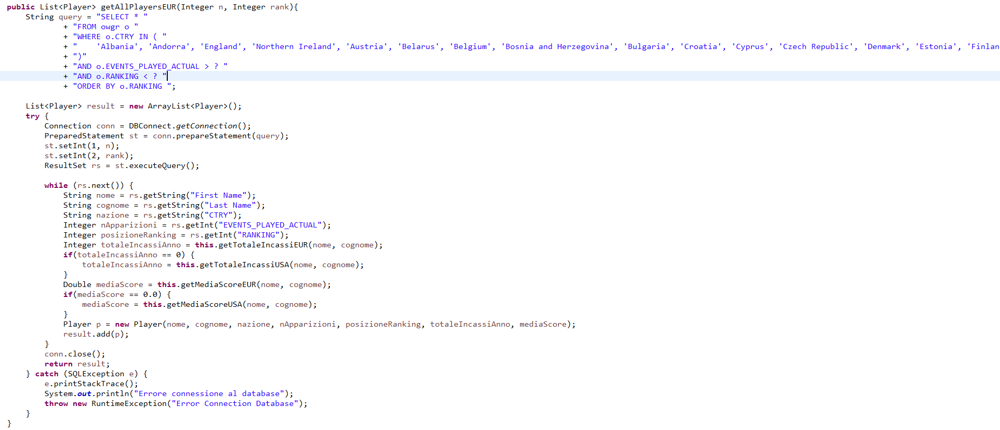 public List<Player> getAllPlayersEUR(Integer n, Integer rank){
    String query = "SELECT * "
            + "FROM owgr o "
            + "WHERE o.CTRY IN ( "
            + "    'Albania', 'Andorra', 'England', 'Northern Ireland', 'Austria', 'Belarus', 'Belgium', 'Bosnia and Herzegovina', 'Bulgaria', 'Croatia', 'Cyprus', 'Czech Republic', 'Denmark', 'Estonia', 'Finlan
            + ")"
            + "AND o.EVENTS_PLAYED_ACTUAL > ? "
            + "AND o.RANKING < ? "
            + "ORDER BY o.RANKING ";
    List<Player> result = new ArrayList<Player>();
    try {
        Connection conn = DBConnect.getConnection();
        PreparedStatement st = conn.prepareStatement(query);
        st.setInt(1, n);
        st.setInt(2, rank);
        ResultSet rs = st.executeQuery();
        while (rs.next()) {
            String nome = rs.getString("First Name");
            String cognome = rs.getString("Last Name");
            String nazione = rs.getString("CTRY");
            Integer nApparizioni = rs.getInt("EVENTS_PLAYED_ACTUAL");
            Integer posizioneRanking = rs.getInt("RANKING");
            Integer totaleIncassiAnno = this.getTotaleIncassiEUR(nome, cognome);
            if(totaleIncassiAnno == 0) {
                totaleIncassiAnno = this.getTotaleIncassiUSA(nome, cognome);
            }
            Double mediaScore = this.getMediaScoreEUR(nome, cognome);
            if(mediaScore == 0.0) {
                mediaScore = this.getMediaScoreUSA(nome, cognome);
            }
            Player p = new Player(nome, cognome, nazione, nApparizioni, posizioneRanking, totaleIncassiAnno, mediaScore);
            result.add(p);
        }
        conn.close();
        return result;
    } catch (SQLException e) {
        e.printStackTrace();
        System.out.println("Errore connessione al database");
        throw new RuntimeException("Error Connection Database");
    }
}